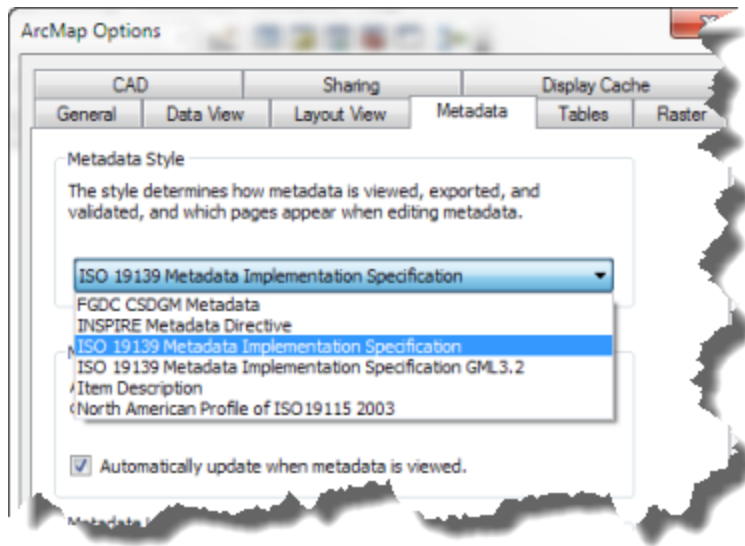 ArcMap Options
CAD Sharing Display Cache
General Data View Layout View Metadata Tables Raster
Metadata Style
The style determines how metadata is viewed, exported, and
validated, and which pages appear when editing metadata.
ISO 19139 Metadata Implementation Specification
FGDC CSDGM Metadata
INSPIRE Metadata Directive
ISO 19139 Metadata Implementation Specification
ISO 19139 Metadata Implementation Specification GML3.2
Item Description
North American Profile of ISO19115 2003
Automatically update when metadata is viewed.
Metadata